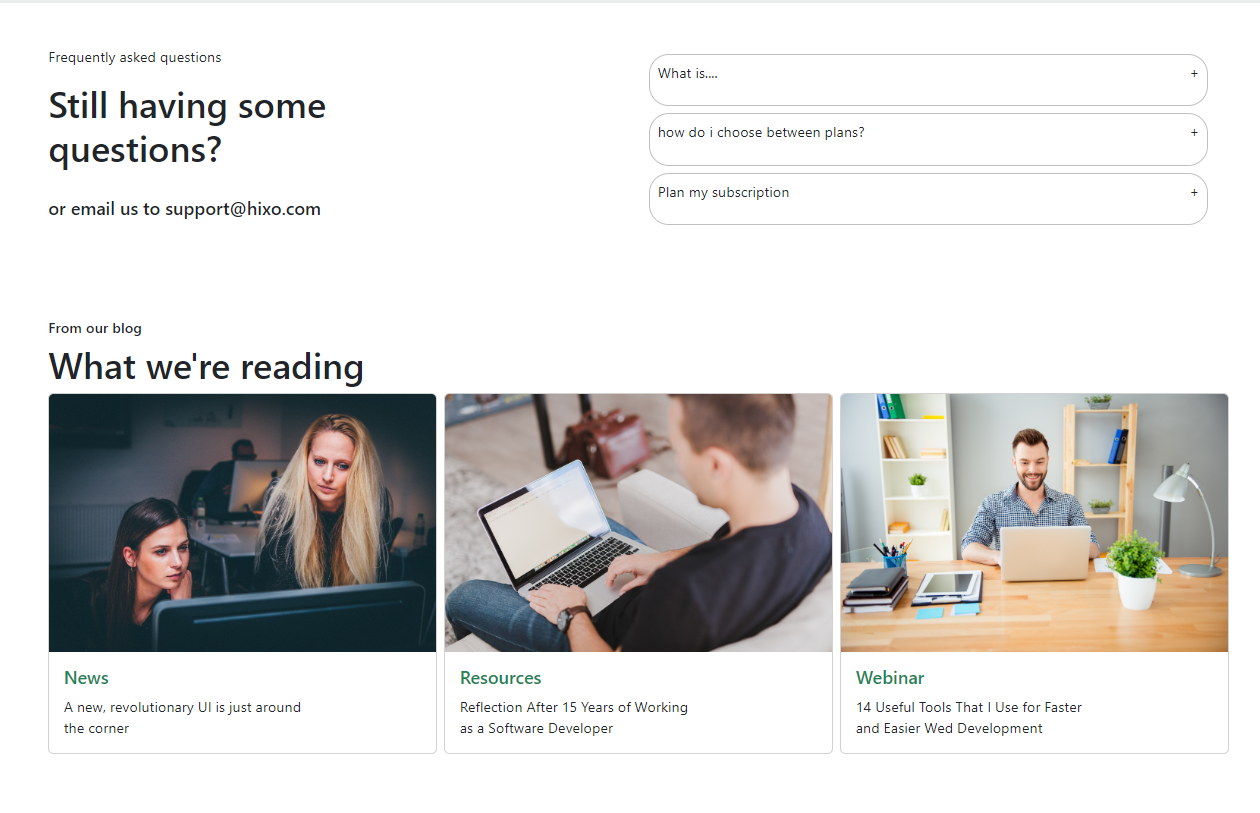 Frequently asked questions
Still having some
questions?
or email us to support@hixo.com
What is....
+
how do i choose between plans?
+
Plan my subscription
+
From our blog
What we're reading
News
A new, revolutionary UI is just around
the corner
Resources
Reflection After 15 Years of Working
as a Software Developer
Webinar
14 Useful Tools That I Use for Faster
and Easier Wed Development